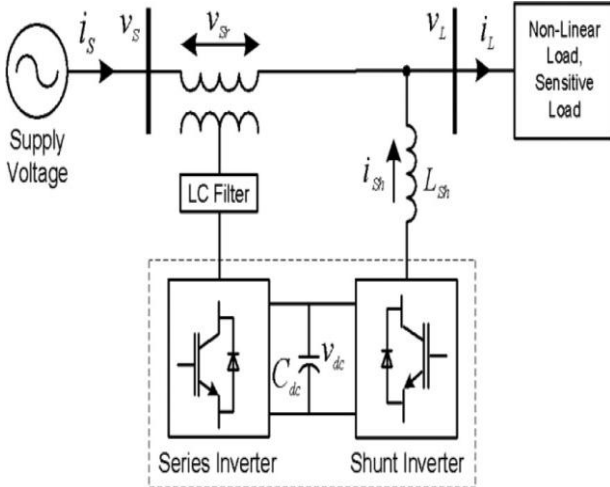 i_S
v_S
v_Sr
v_L
i_L
Non-Linear
Load,
Sensitive
Load
Supply
Voltage
LC Filter
i_Sh
L_Sh
C_dc
v_dc
Series Inverter
Shunt Inverter